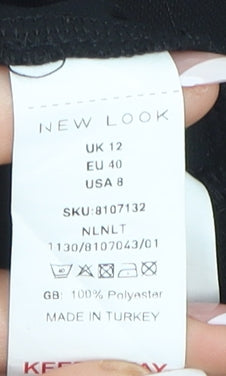 NEW LOOK
UK 12
EU 40
USA 8
SKU:8107132
NLNLT
1130/8107043/01
40
GB: 100% Polyester
MADE IN TURKEY